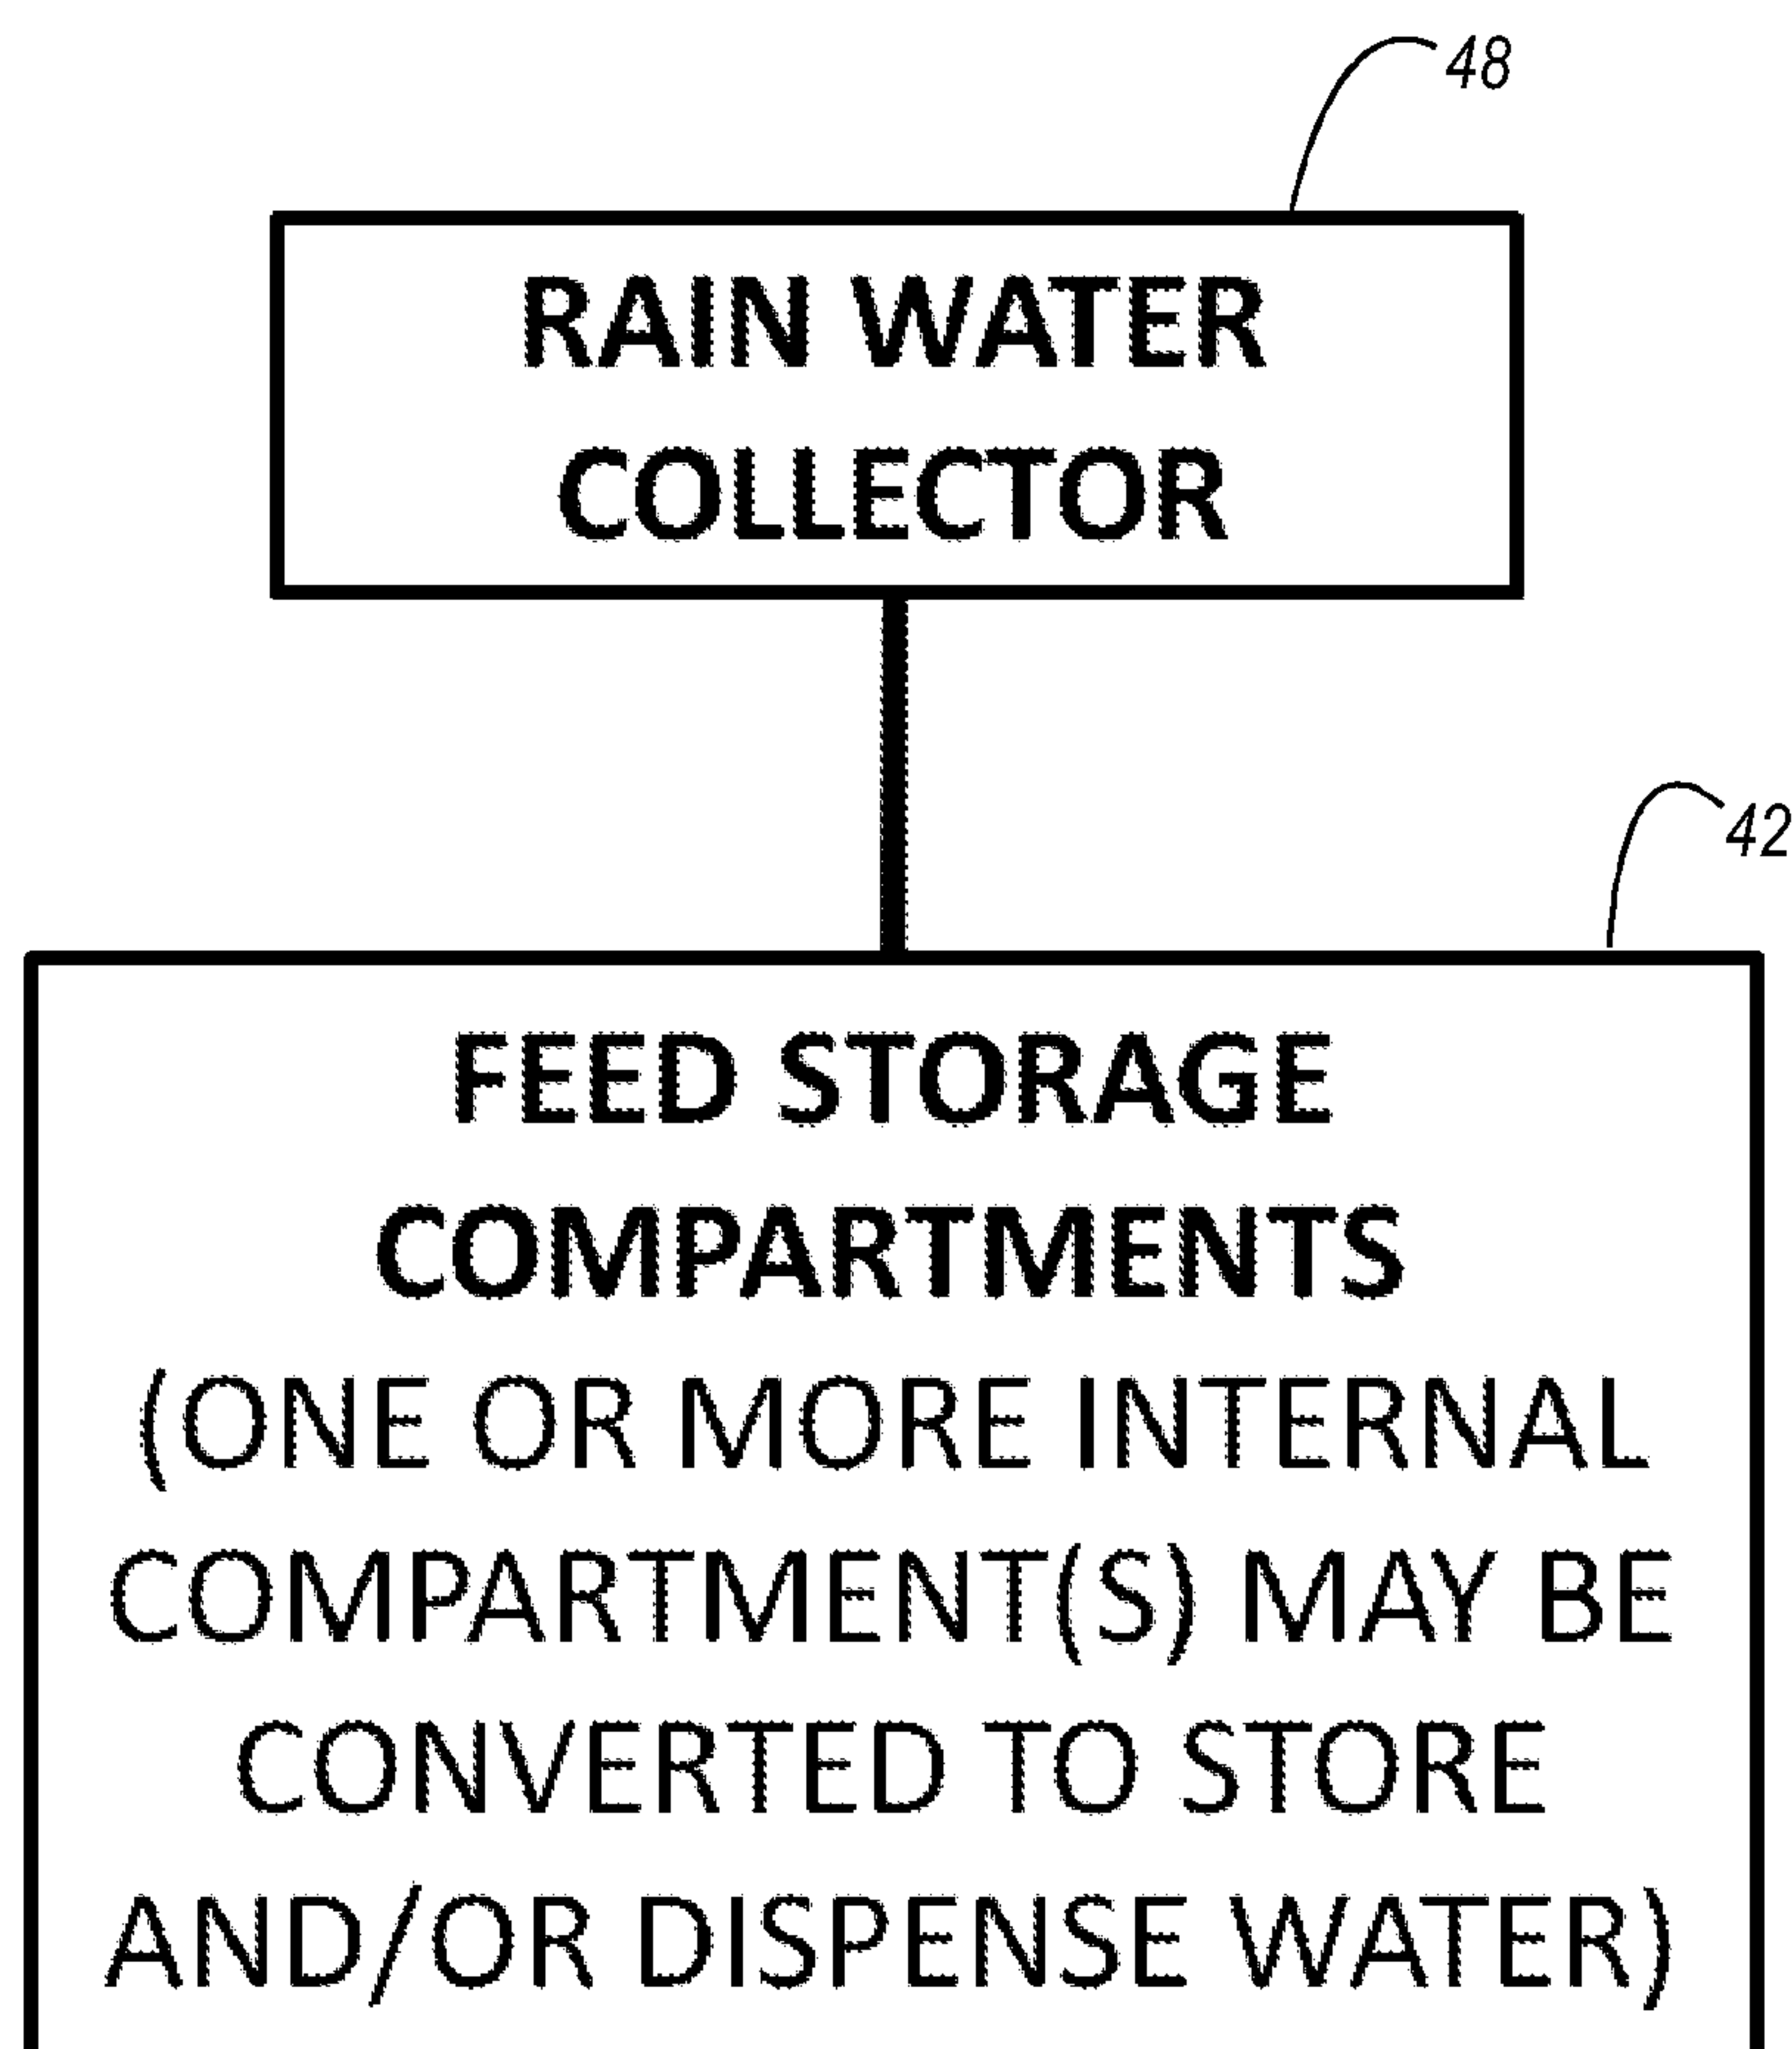 48
RAIN WATER
COLLECTOR
42
FEED STORAGE
COMPARTMENTS
(ONE OR MORE INTERNAL
COMPARTMENT(S) MAY BE
CONVERTED TO STORE
AND/OR DISPENSE WATER)